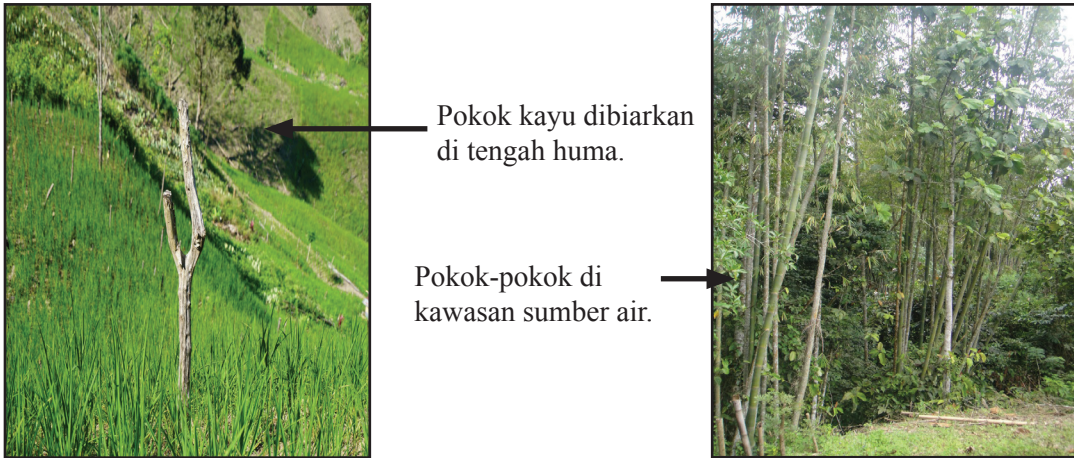 Pokok kayu dibiarkan
di tengah huma.
Pokok-pokok di
kawasan sumber air.